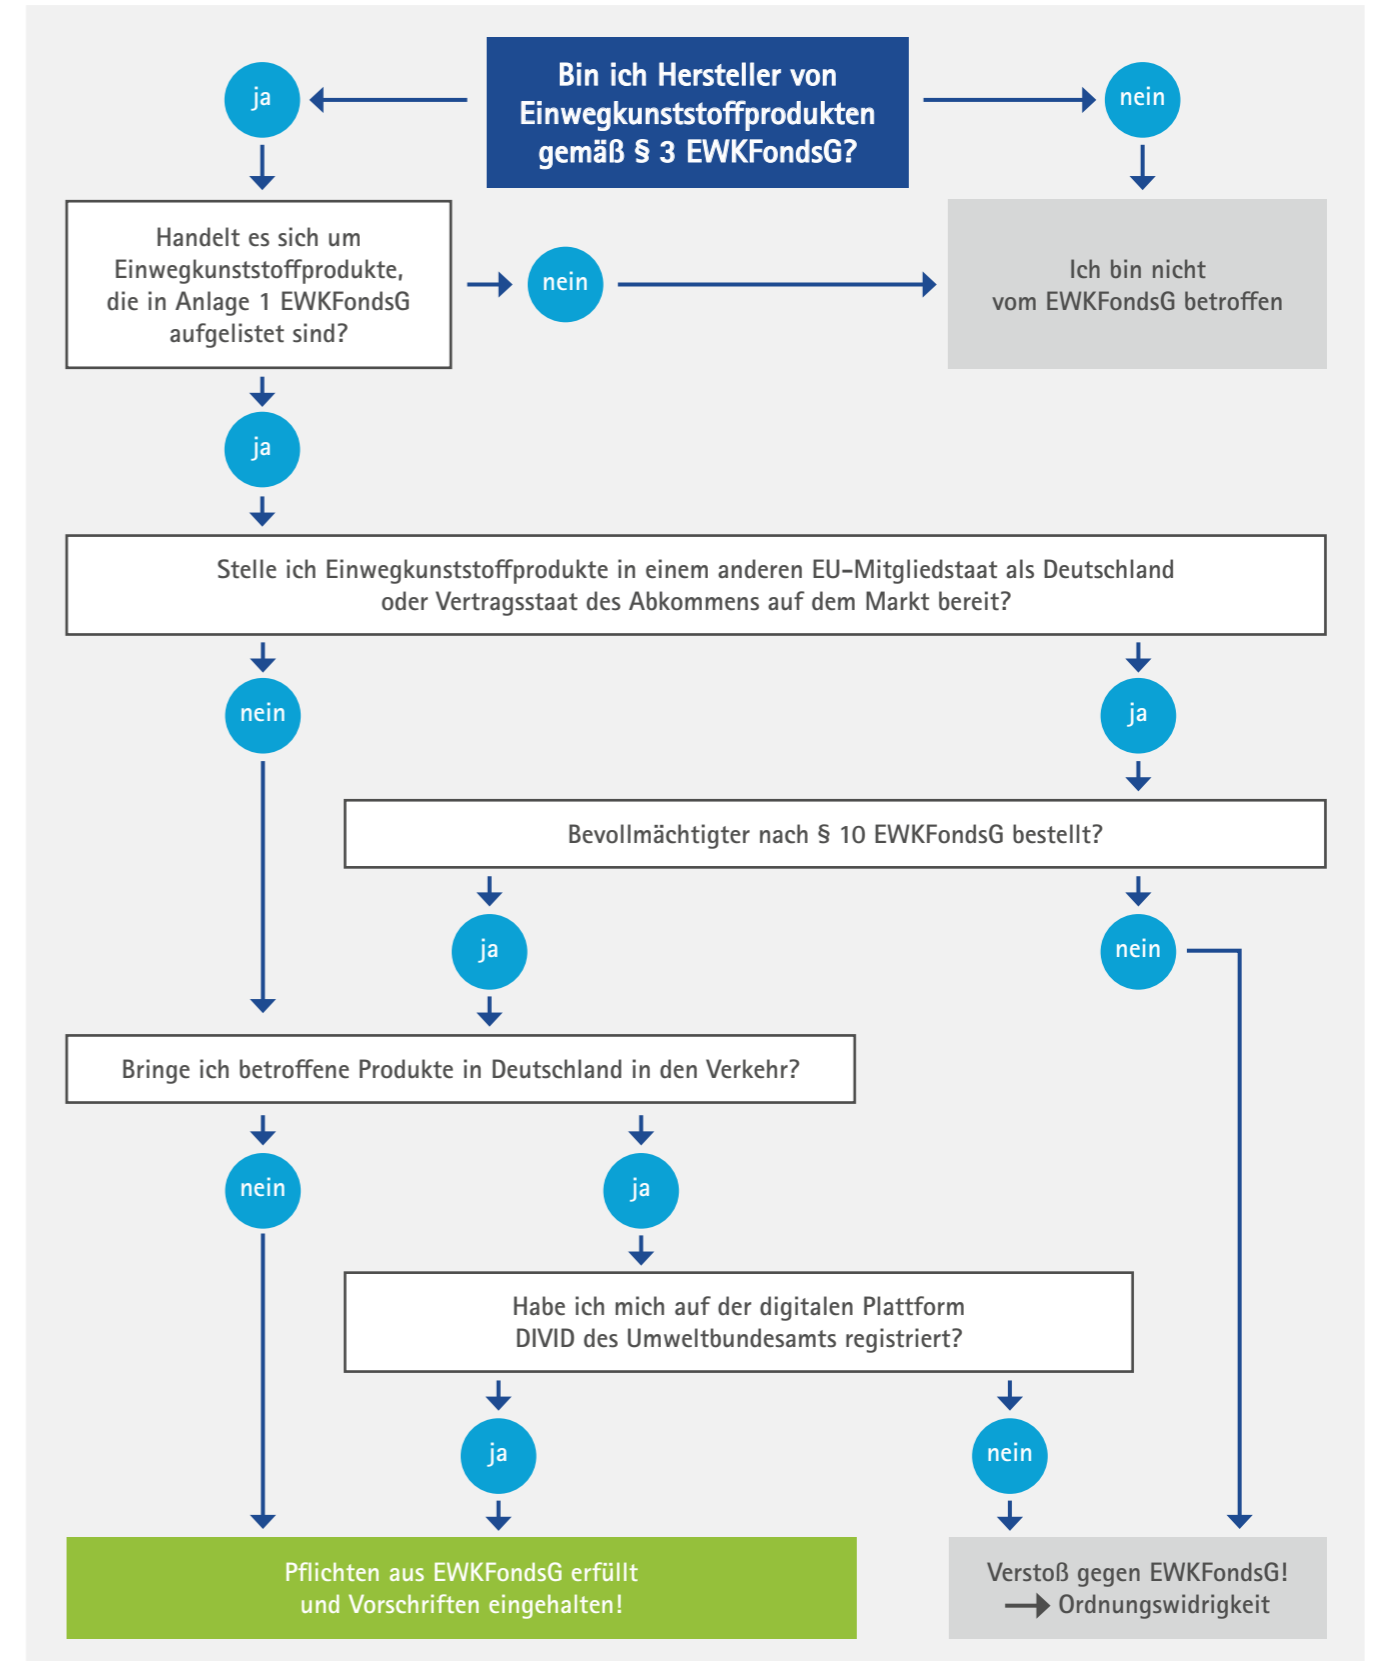 Bin ich Hersteller von
Einwegkunststoffprodukten
gemäß § 3 EWKFondsG?
ja
nein
Handelt es sich um
Einwegkunststoffprodukte,
die in Anlage 1 EWKFondsG
aufgelistet sind?
nein
Ich bin nicht
vom EWKFondsG betroffen
ja
Stelle ich Einwegkunststoffprodukte in einem anderen EU-Mitgliedstaat als Deutschland
oder Vertragsstaat des Abkommens auf dem Markt bereit?
nein
ja
Bevollmächtigter nach § 10 EWKFondsG bestellt?
ja
nein
Bringe ich betroffene Produkte in Deutschland in den Verkehr?
nein
ja
Habe ich mich auf der digitalen Plattform
DIVID des Umweltbundesamts registriert?
ja
nein
Pflichten aus EWKFondsG erfüllt
und Vorschriften eingehalten!
Verstoß gegen EWKFondsG!
→ Ordnungswidrigkeit